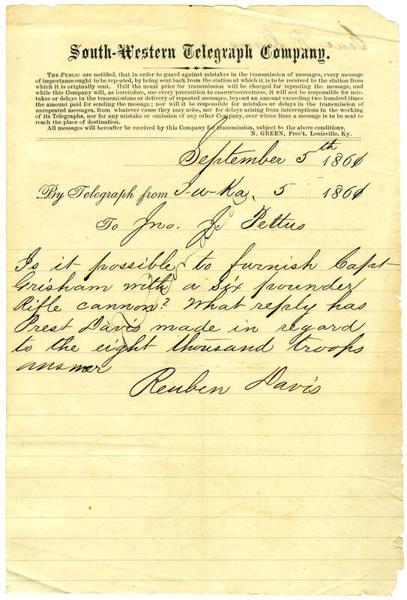 South-Western Telegraph Company.
THE PUBLIC are notified, that in order to guard against mistakes in the transmission of messages, every message
of importance ought to be repeated, by being sent back from the station at which it is to be received to the station from
which it is originally sent. Half the usual price for transmission will be charged for repeating the message, and
while this Company will, as heretofore, use every precaution to ensure correctness, it will not be responsible for mis-
takes or delays in the transmission or delivery of repeated messages, beyond an amount exceeding two hundred times
the amount paid for sending the message; nor will it be responsible for mistakes or delays in the transmission of
unrepeated messages, from whatever cause they may arise, nor for delays arising from interruptions in the working
of its Telegraphs, nor for any mistake or omission of any other Company, over whose lines a message is to be sent to
reach the place of destination.
All messages will hereafter be received by this Company for transmission, subject to the above conditions.
N. GREEN, Pres't, Louisville, Ky.
September 5th 1861
By Telegraph from I-u-Ka, 5 1861
To Jno. J. Pettus
Is it possible to furnish Capt
Grisham with a six pounder
Rifle cannon? What reply has
Prest Davis made in regard
to the eight thousand troops
answer
Reuben Davis